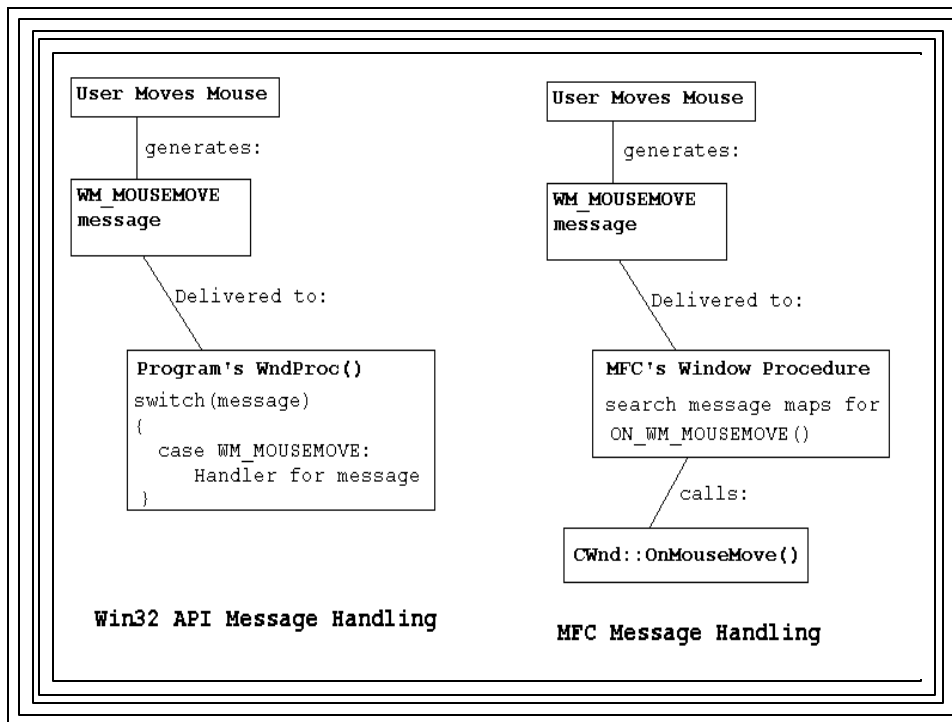 User Moves Mouse
generates:
WM_MOUSEMOVE
message
Delivered to:
Program's WndProc()
switch(message)
{
case WM_MOUSEMOVE:
Handler for message
}
Win32 API Message Handling
User Moves Mouse
generates:
WM_MOUSEMOVE
message
Delivered to:
MFC's Window Procedure
search message maps for
ON_WM_MOUSEMOVE()
calls:
CWnd::OnMouseMove()
MFC Message Handling